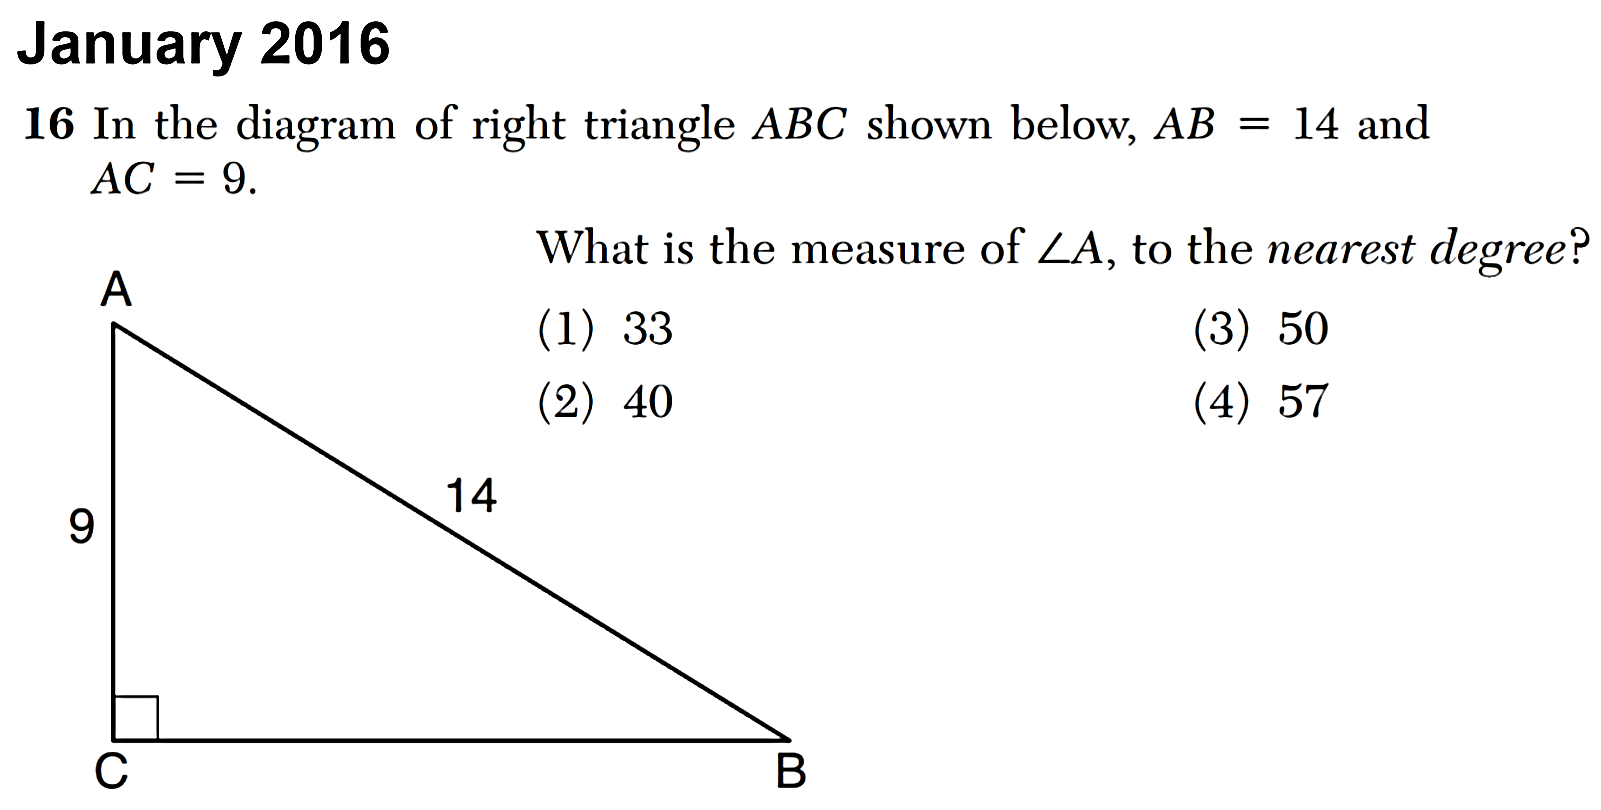 January 2016
16 In the diagram of right triangle ABC shown below, AB = 14 and
AC = 9.
What is the measure of ∠A, to the nearest degree?
(1) 33 (3) 50
(2) 40 (4) 57
A
14
9
C B